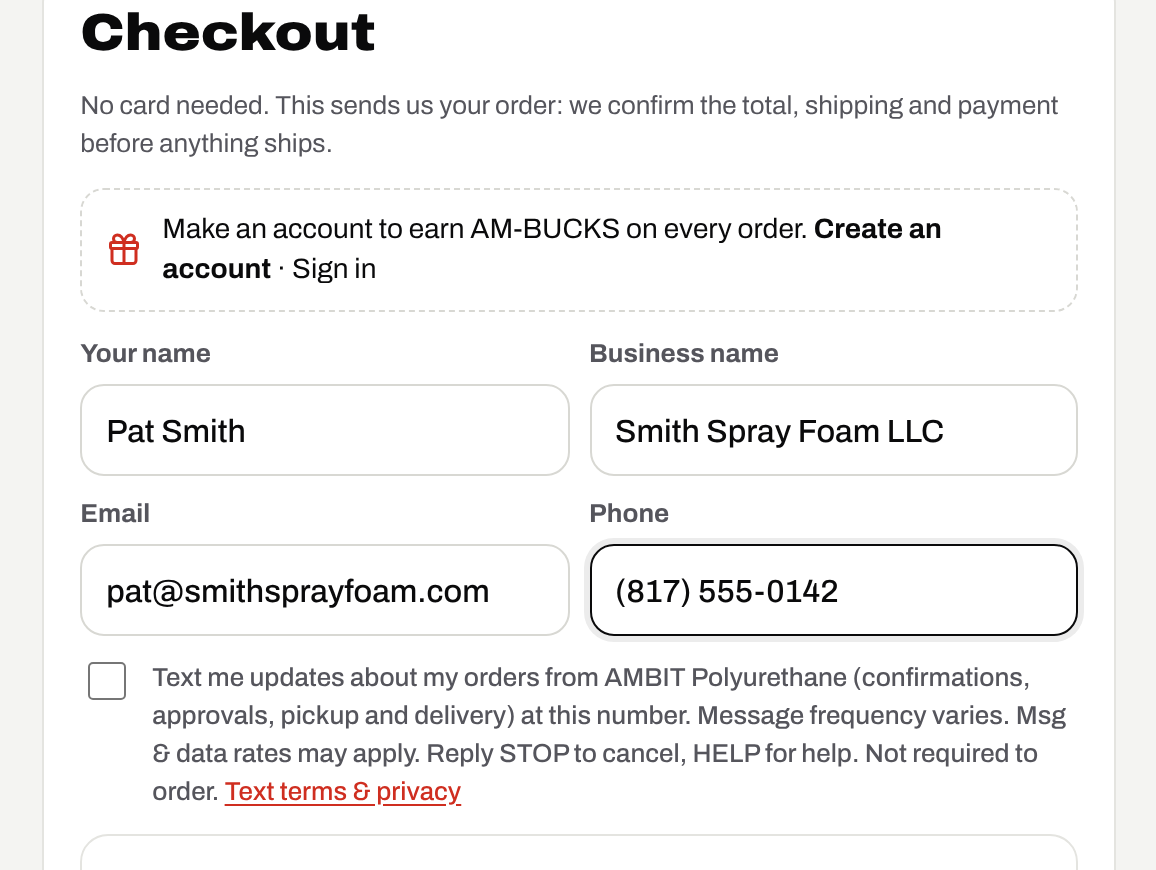 Checkout
No card needed. This sends us your order: we confirm the total, shipping and payment
before anything ships.
Make an account to earn AM-BUCKS on every order. Create an
account · Sign in
Your name
Business name
Pat Smith
Smith Spray Foam LLC
Email
Phone
pat@smithsprayfoam.com
(817) 555-0142
Text me updates about my orders from AMBIT Polyurethane (confirmations,
approvals, pickup and delivery) at this number. Message frequency varies. Msg
& data rates may apply. Reply STOP to cancel, HELP for help. Not required to
order. Text terms & privacy